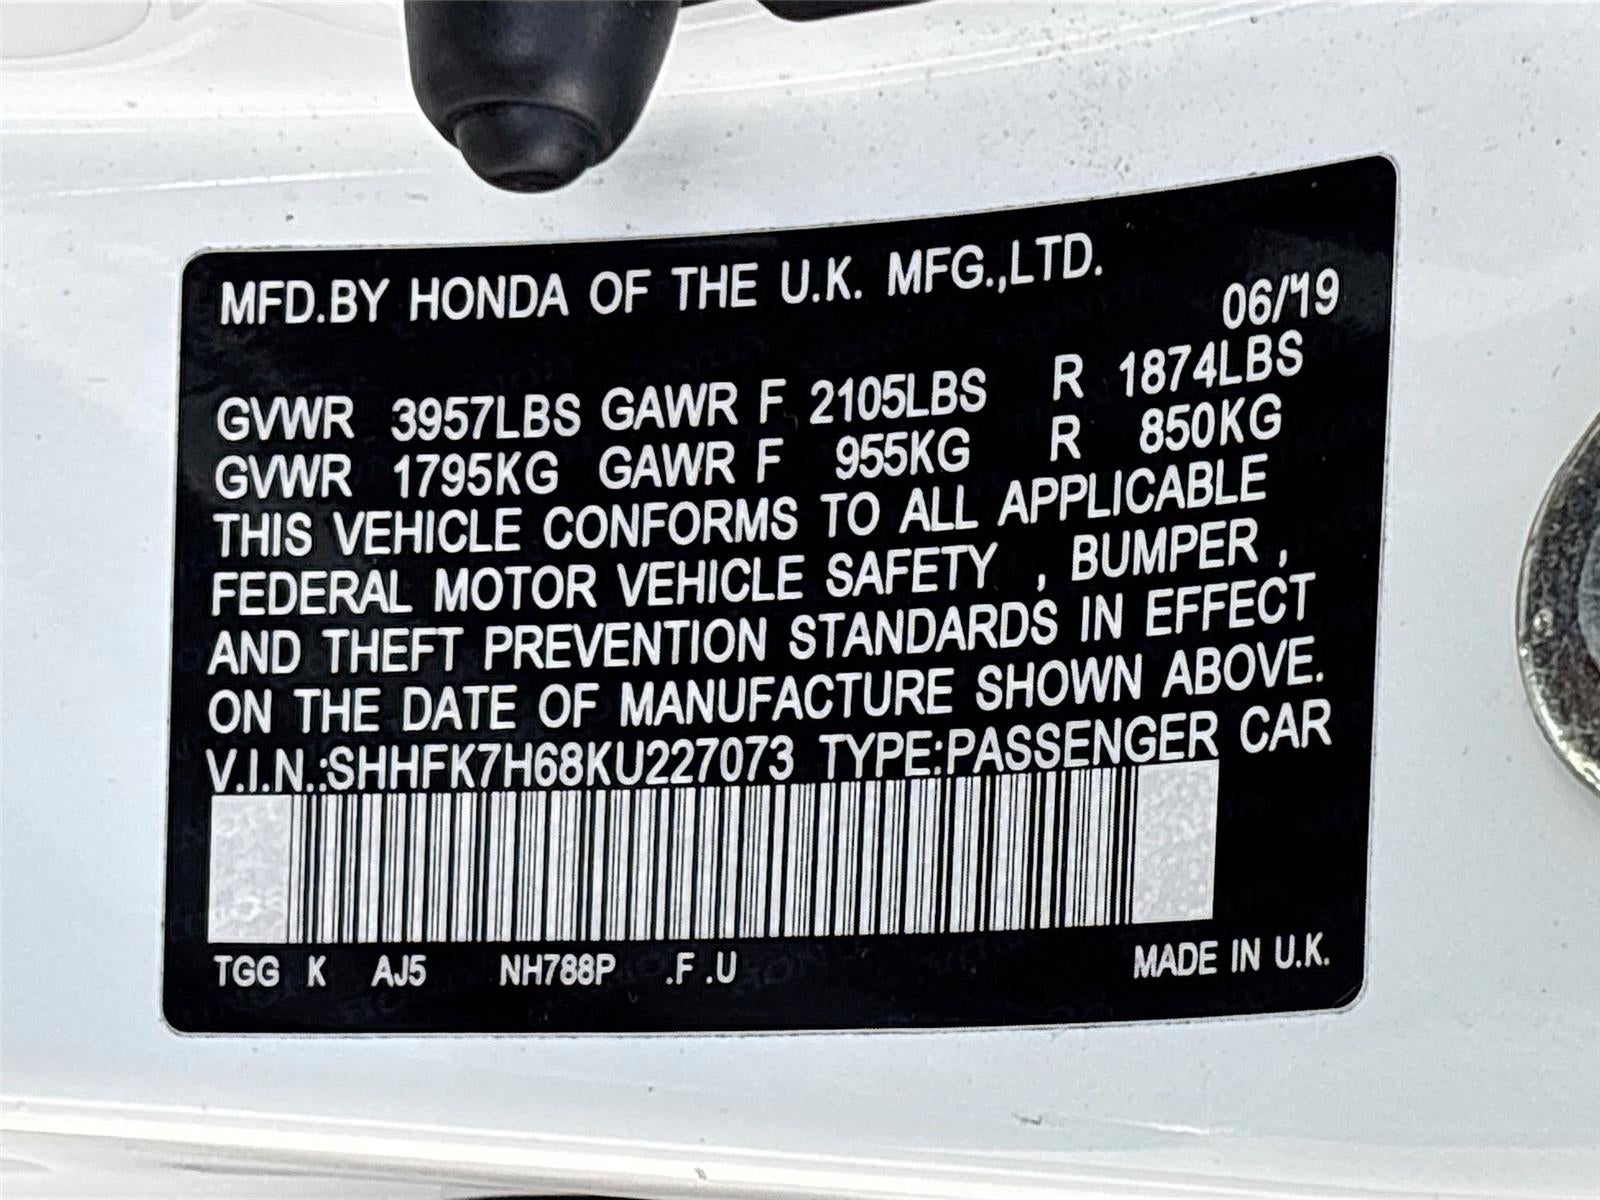 MFD.BY HONDA OF THE U.K. MFG.,LTD.
06/'19
GVWR 3957LBS GAWR F 2105LBS R 1874LBS
GVWR 1795KG GAWR F 955KG R 850KG
THIS VEHICLE CONFORMS TO ALL APPLICABLE
FEDERAL MOTOR VEHICLE SAFETY , BUMPER ,
AND THEFT PREVENTION STANDARDS IN EFFECT
ON THE DATE OF MANUFACTURE SHOWN ABOVE.
V.I.N.:SHHFK7H68KU227073 TYPE:PASSENGER CAR
TGG K AJ5 NH788P .F .U MADE IN U.K.